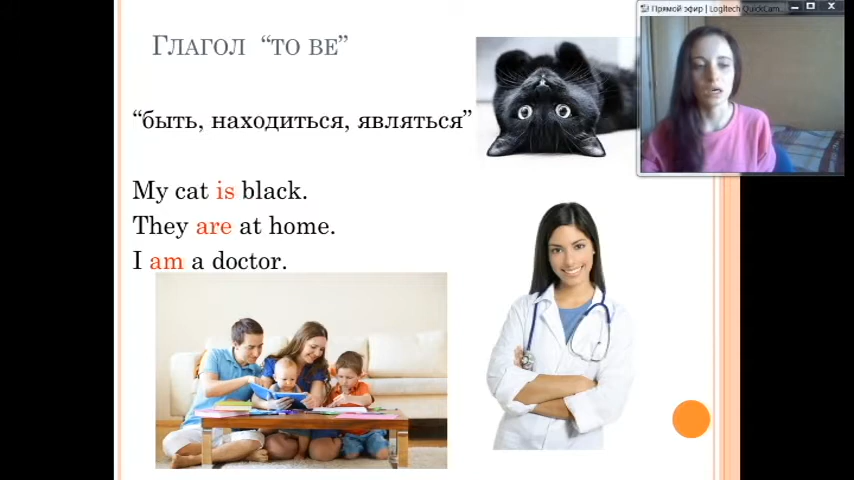 Глагол “to be”
“быть, находиться, являться”
My cat is black.
They are at home.
I am a doctor.
Прямой эфир | Logitech QuickCam...